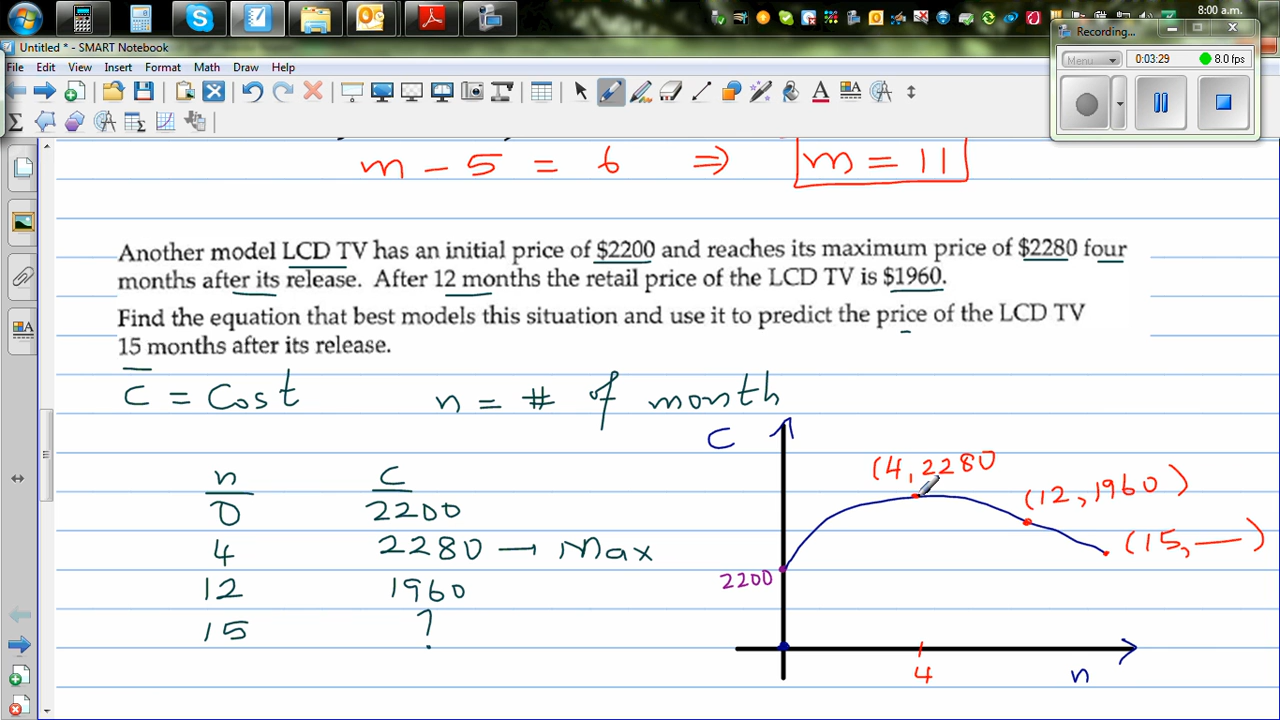 8:00 a.m.
Untitled * - SMART Notebook
Recording...
File Edit View Insert Format Math Draw Help
Menu 0:03:29 8.0 fps
m - 5 = 6 ⇒ m = 11
Another model LCD TV has an initial price of $2200 and reaches its maximum price of $2280 four
months after its release. After 12 months the retail price of the LCD TV is $1960.
Find the equation that best models this situation and use it to predict the price of the LCD TV
15 months after its release.
C = Cost n = # of month
C
(4, 2280
(12, 1960)
(15, —)
n C
0 2200
4 2280 → Max
12 1960
15 ?
2200
4
n